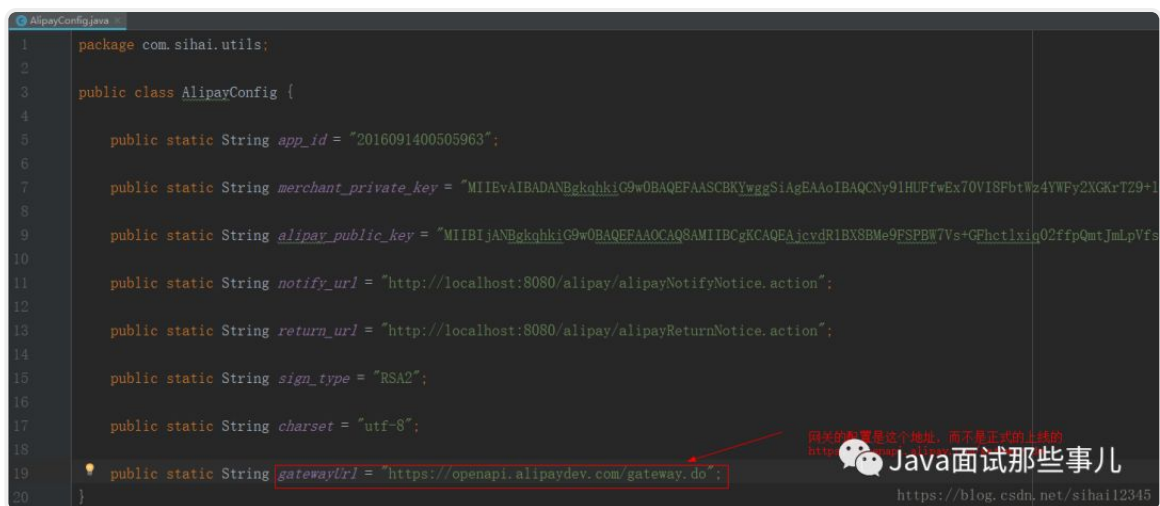 AlipayConfig.java
1 package com.sihai.utils;
2
3 public class AlipayConfig {
4
5 public static String app_id = "2016091400505963";
6
7 public static String merchant_private_key = "MIIEvAIBADANBgkqhkiG9w0BAQEFAASCBKYwggSiAgEAAoIBAQCNy91HUFfwEx70VI8FbtWz4YWFy2XGKrTZ9+1
8
9 public static String alipay_public_key = "MIIBIjANBgkqhkiG9w0BAQEFAAOCAQ8AMIIBCgKCAQEAjcvdR1BX8BMe9FSPBW7Vs+GFhctlxiq02ffpQmtJmLpVfs
10
11 public static String notify_url = "http://localhost:8080/alipay/alipayNotifyNotice.action";
12
13 public static String return_url = "http://localhost:8080/alipay/alipayReturnNotice.action";
14
15 public static String sign_type = "RSA2";
16
17 public static String charset = "utf-8";
18
网关的配置是这个地址，而不是正式的上线的
19 public static String gatewayUrl = "https://openapi.alipaydev.com/gateway.do";
Java面试那些事儿
20 }
https://blog.csdn.net/sihai12345